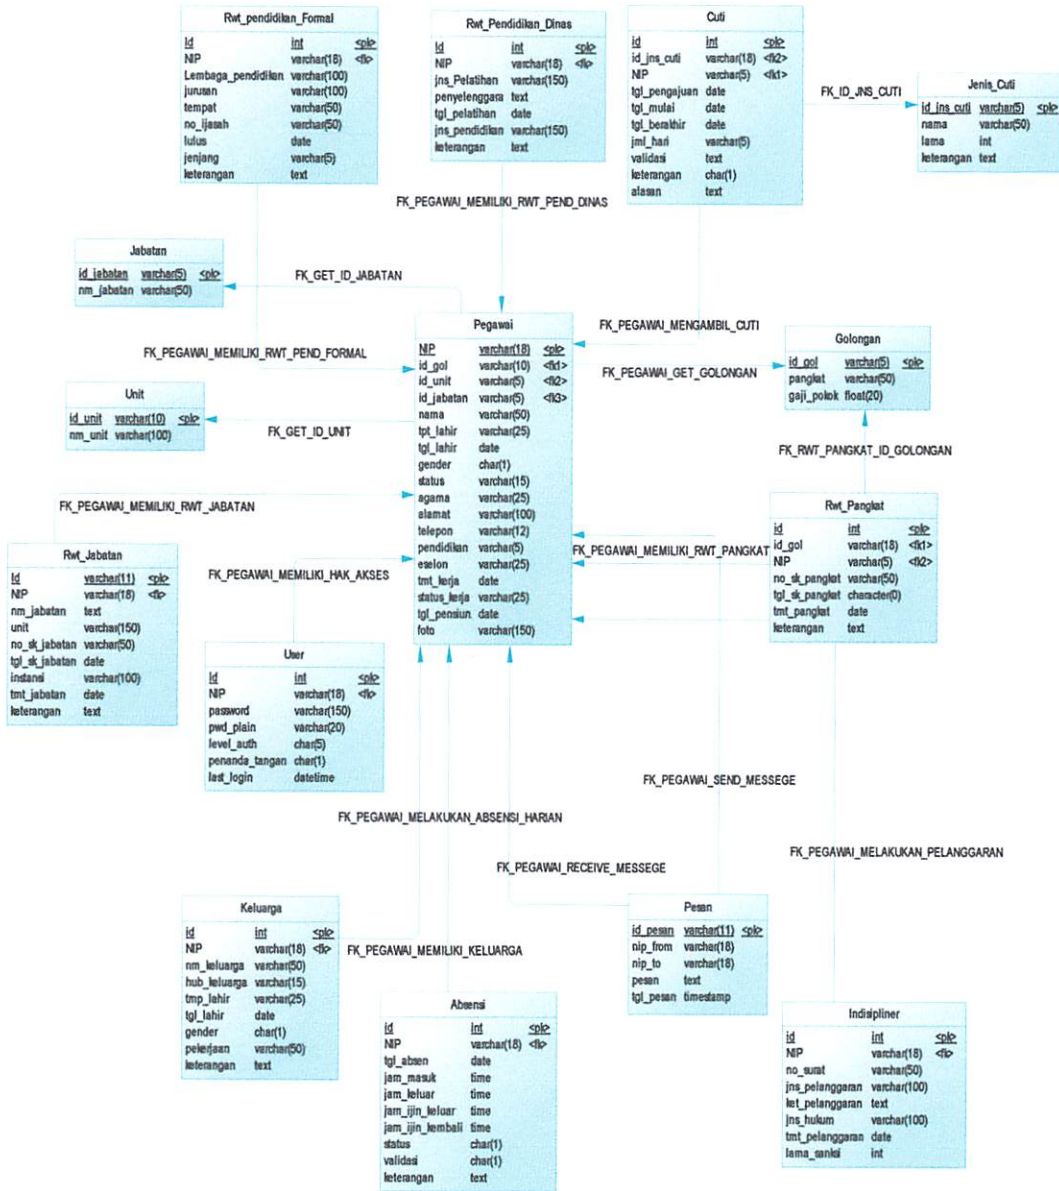 Rwt_pendidikan_Formal
Id int <pk>
NIP varchar(18) <fk>
Lembaga_pendidikan varchar(100)
jurusan varchar(100)
tempat varchar(50)
no_ijasah varchar(50)
lulus date
jenjang varchar(5)
keterangan text
Rwt_Pendidikan_Dinas
Id int <pk>
NIP varchar(18) <fk>
jns_Pelatihan varchar(150)
penyelenggara text
tgl_pelatihan date
jns_pendidikan varchar(150)
keterangan text
Cuti
id int <pk>
id_jns_cuti varchar(18) <fk2>
NIP varchar(5) <fk1>
tgl_pengajuan date
tgl_mulai date
tgl_berakhir date
jml_hari varchar(5)
validasi text
keterangan char(1)
alasan text
FK_ID_JNS_CUTI
Jenis_Cuti
id_jns_cuti varchar(5) <pk>
nama varchar(50)
lama int
keterangan text
FK_PEGAWAI_MEMILIKI_RWT_PEND_DINAS
Jabatan
id_jabatan varchar(5) <pk>
nm_jabatan varchar(50)
FK_GET_ID_JABATAN
FK_PEGAWAI_MEMILIKI_RWT_PEND_FORMAL
Pegawai
NIP varchar(18) <pk>
id_gol varchar(10) <fk1>
id_unit varchar(5) <fk2>
id_jabatan varchar(5) <fk3>
nama varchar(50)
tpt_lahir varchar(25)
tgl_lahir date
gender char(1)
status varchar(15)
agama varchar(25)
alamat varchar(100)
telepon varchar(12)
pendidikan varchar(5)
eselon varchar(25)
tmt_kerja date
status_kerja varchar(25)
tgl_pensiun date
foto varchar(150)
FK_PEGAWAI_MENGAMBIL_CUTI
FK_PEGAWAI_GET_GOLONGAN
Golongan
id_gol varchar(5) <pk>
pangkat varchar(50)
gaji_pokok float(20)
Unit
id_unit varchar(10) <pk>
nm_unit varchar(100)
FK_GET_ID_UNIT
FK_RWT_PANGKAT_ID_GOLONGAN
FK_PEGAWAI_MEMILIKI_RWT_JABATAN
Rwt_Jabatan
Id varchar(11) <pk>
NIP varchar(18) <fk>
nm_jabatan text
unit varchar(150)
no_sk_jabatan varchar(50)
tgl_sk_jabatan date
instansi varchar(100)
tmt_jabatan date
keterangan text
FK_PEGAWAI_MEMILIKI_HAK_AKSES
FK_PEGAWAI_MEMILIKI_RWT_PANGKAT
Rwt_Pangkat
id int <pk>
id_gol varchar(18) <fk1>
NIP varchar(5) <fk2>
no_sk_pangkat varchar(50)
tgl_sk_pangkat character(0)
tmt_pangkat date
keterangan text
User
Id int <pk>
NIP varchar(18) <fk>
password varchar(150)
pwd_plain varchar(20)
level_auth char(5)
penanda_tangan char(1)
last_login datetime
FK_PEGAWAI_SEND_MESSEGE
FK_PEGAWAI_MELAKUKAN_ABSENSI_HARIAN
FK_PEGAWAI_MELAKUKAN_PELANGGARAN
FK_PEGAWAI_RECEIVE_MESSEGE
Keluarga
id int <pk>
NIP varchar(18) <fk>
nm_keluarga varchar(50)
hub_keluarga varchar(15)
tmp_lahir varchar(25)
tgl_lahir date
gender char(1)
pekerjaan varchar(50)
keterangan text
FK_PEGAWAI_MEMILIKI_KELUARGA
Pesan
id_pesan varchar(11) <pk>
nip_from varchar(18)
nip_to varchar(18)
pesan text
tgl_pesan timestamp
Absensi
id int <pk>
NIP varchar(18) <fk>
tgl_absen date
jam_masuk time
jam_keluar time
jam_ijin_keluar time
jam_ijin_kembali time
status char(1)
validasi char(1)
keterangan text
Indisipliner
id int <pk>
NIP varchar(18) <fk>
no_surat varchar(50)
jns_pelanggaran varchar(100)
ket_pelanggaran text
jns_hukum varchar(100)
tmt_pelanggaran date
lama_sanksi int